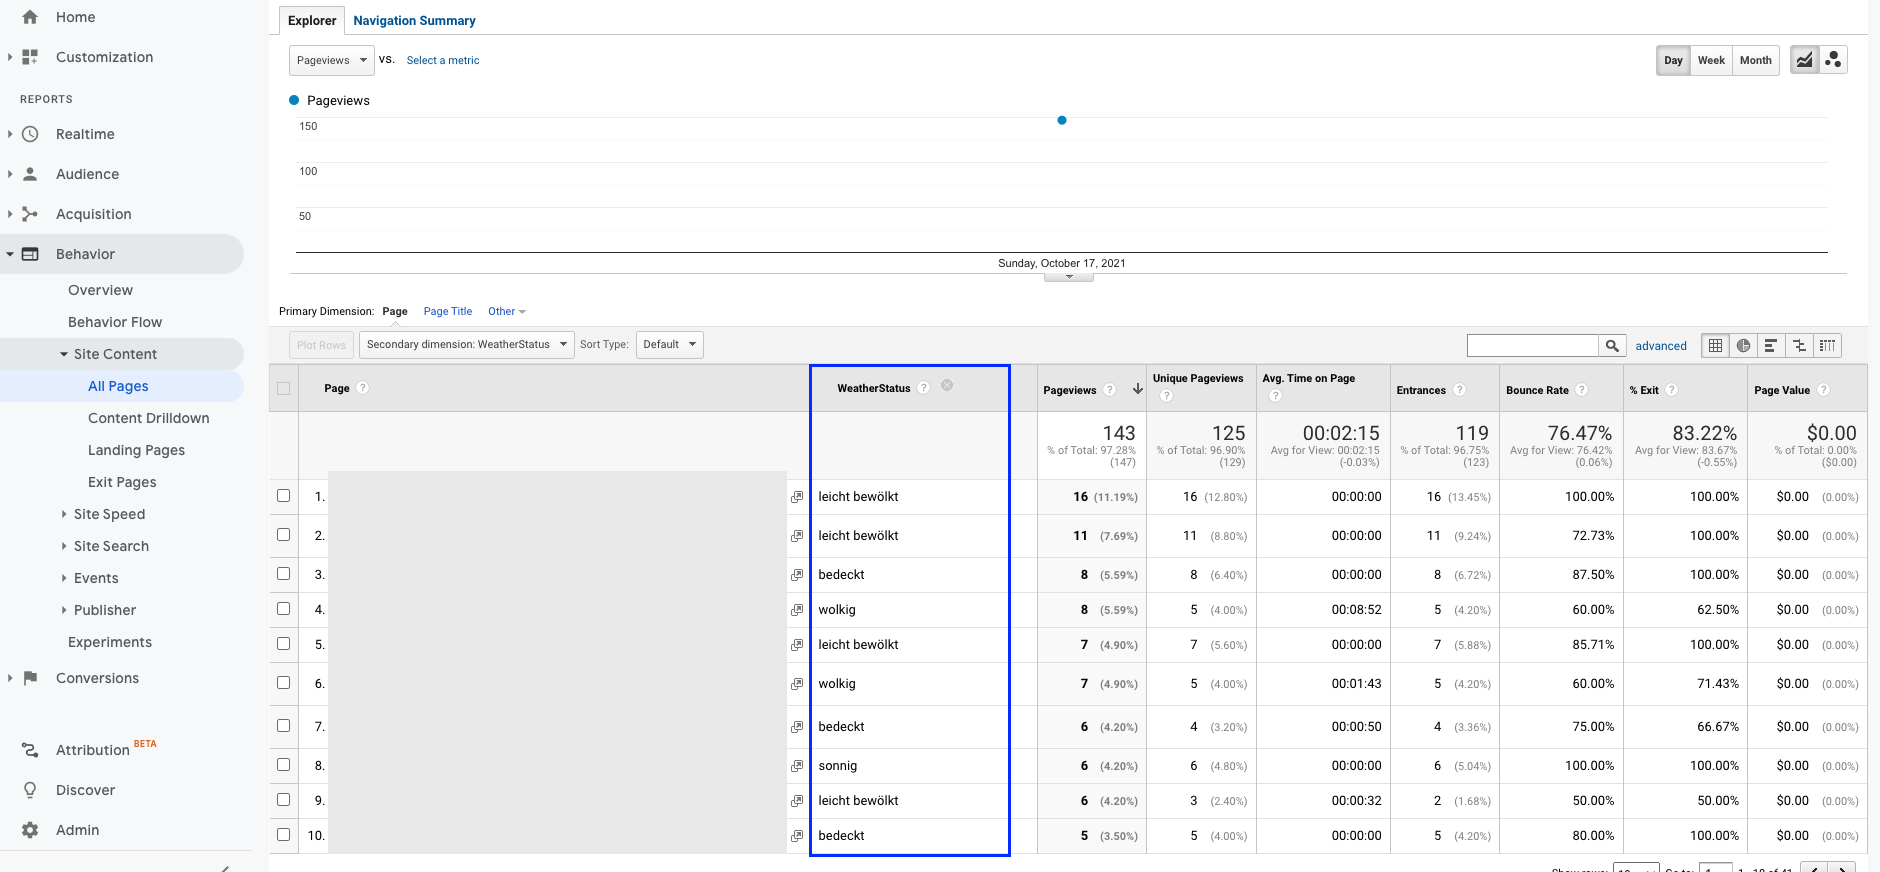 Home
Customization
REPORTS
Realtime
Audience
Acquisition
Behavior
Overview
Behavior Flow
Site Content
All Pages
Content Drilldown
Landing Pages
Exit Pages
Site Speed
Site Search
Events
Publisher
Experiments
Conversions
Attribution BETA
Discover
Admin
Explorer Navigation Summary
Pageviews VS. Select a metric
Day Week Month
Pageviews
150
100
50
Sunday, October 17, 2021
Primary Dimension: Page Page Title Other
Plot Rows Secondary dimension: WeatherStatus Sort Type: Default advanced
Page ? WeatherStatus ? Pageviews ? Unique Pageviews ? Avg. Time on Page ? Entrances ? Bounce Rate ? % Exit ? Page Value ?
143 125 00:02:15 119 76.47% 83.22% $0.00
% of Total: 97.28% % of Total: 96.90% Avg for View: 00:02:15 % of Total: 96.75% Avg for View: 76.42% Avg for View: 83.67% % of Total: 0.00%
(147) (129) (-0.03%) (123) (0.06%) (-0.55%) ($0.00)
1. leicht bewölkt 16 (11.19%) 16 (12.80%) 00:00:00 16 (13.45%) 100.00% 100.00% $0.00 (0.00%)
2. leicht bewölkt 11 (7.69%) 11 (8.80%) 00:00:00 11 (9.24%) 72.73% 100.00% $0.00 (0.00%)
3. bedeckt 8 (5.59%) 8 (6.40%) 00:00:00 8 (6.72%) 87.50% 100.00% $0.00 (0.00%)
4. wolkig 8 (5.59%) 5 (4.00%) 00:08:52 5 (4.20%) 60.00% 62.50% $0.00 (0.00%)
5. leicht bewölkt 7 (4.90%) 7 (5.60%) 00:00:00 7 (5.88%) 85.71% 100.00% $0.00 (0.00%)
6. wolkig 7 (4.90%) 5 (4.00%) 00:01:43 5 (4.20%) 60.00% 71.43% $0.00 (0.00%)
7. bedeckt 6 (4.20%) 4 (3.20%) 00:00:50 4 (3.36%) 75.00% 66.67% $0.00 (0.00%)
8. sonnig 6 (4.20%) 6 (4.80%) 00:00:00 6 (5.04%) 100.00% 100.00% $0.00 (0.00%)
9. leicht bewölkt 6 (4.20%) 3 (2.40%) 00:00:32 2 (1.68%) 50.00% 50.00% $0.00 (0.00%)
10. bedeckt 5 (3.50%) 5 (4.00%) 00:00:00 5 (4.20%) 80.00% 100.00% $0.00 (0.00%)